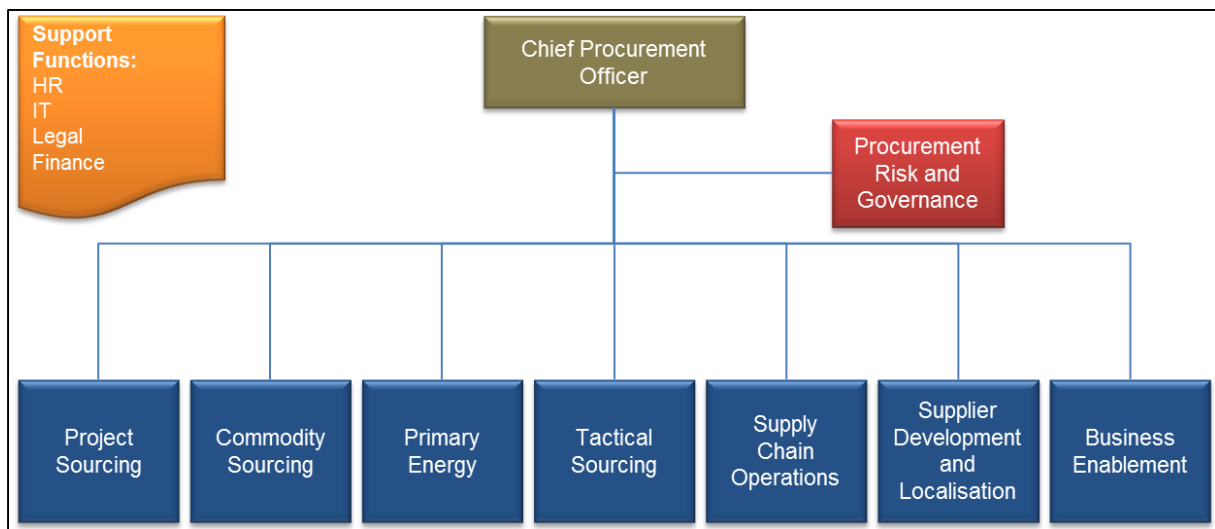 Support
Functions:
HR
IT
Legal
Finance
Chief Procurement
Officer
Procurement
Risk and
Governance
Project
Sourcing
Commodity
Sourcing
Primary
Energy
Tactical
Sourcing
Supply
Chain
Operations
Supplier
Development
and
Localisation
Business
Enablement